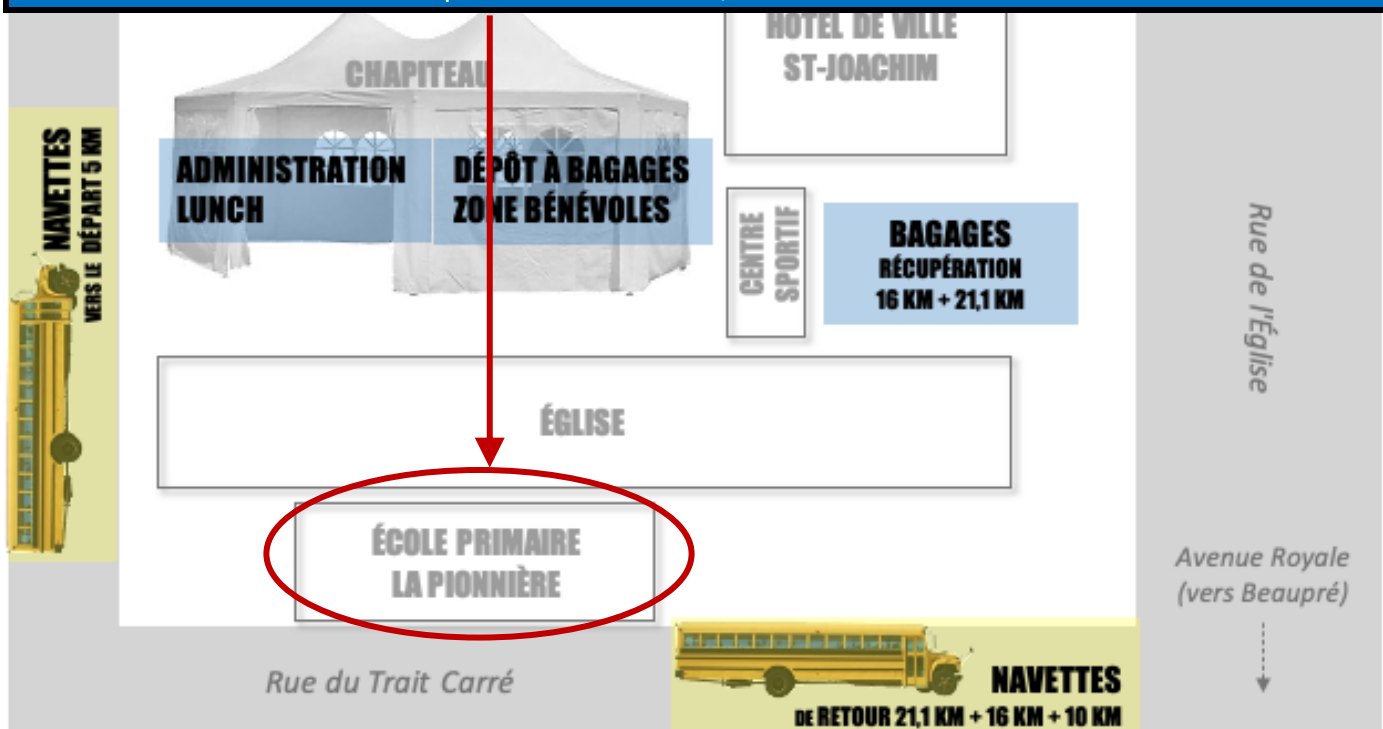 HÔTEL DE VILLE
ST-JOACHIM
CHAPITEAU
NAVETTES
VERS LE DÉPART 5 KM
ADMINISTRATION
LUNCH
DÉPÔT À BAGAGES
ZONE BÉNÉVOLES
CENTRE
SPORTIF
BAGAGES
RÉCUPÉRATION
16 KM + 21,1 KM
Rue de l'Église
ÉGLISE
ÉCOLE PRIMAIRE
LA PIONNIÈRE
Avenue Royale
(vers Beaupré)
Rue du Trait Carré
NAVETTES
DE RETOUR 21,1 KM + 16 KM + 10 KM